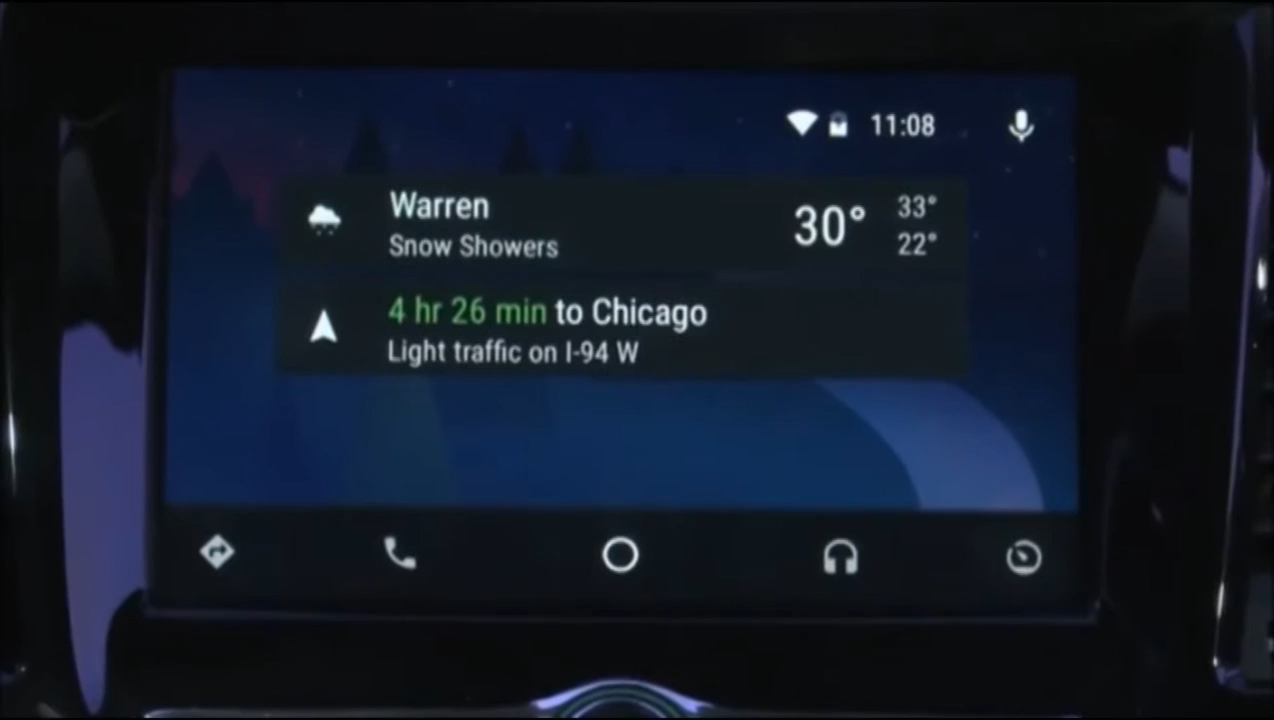 11:08
Warren
Snow Showers
30°
33°
22°
4 hr 26 min to Chicago
Light traffic on I-94 W